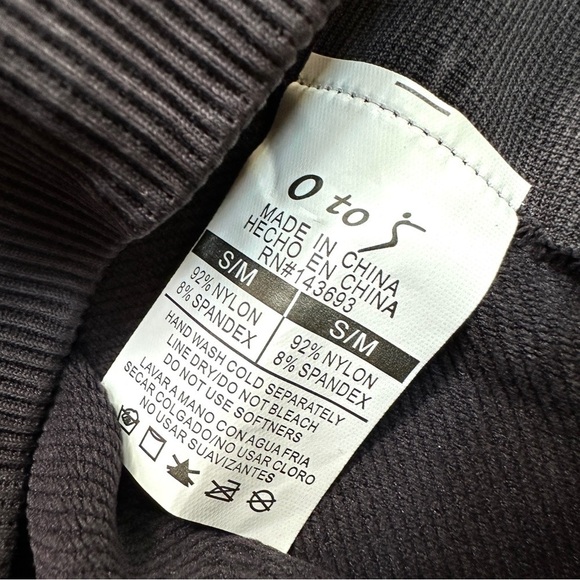 O to 5
MADE IN CHINA
HECHO EN CHINA
RN#143693
S/M S/M
92% NYLON 92% NYLON
8% SPANDEX 8% SPANDEX
HAND WASH COLD SEPARATELY
LINE DRY/DO NOT BLEACH
DO NOT USE SOFTNERS
LAVAR A MANO CON AGUA FRIA
SECAR COLGADO/NO USAR CLORO
NO USAR SUAVIZANTES